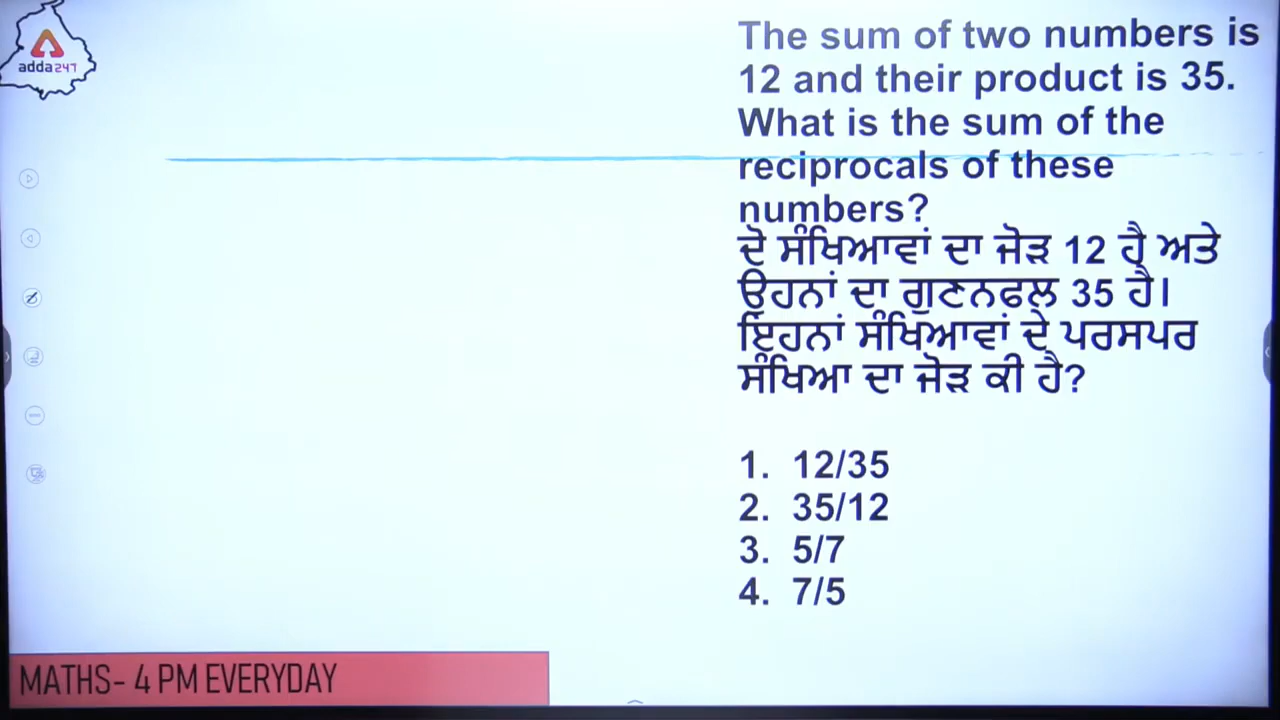 adda247
The sum of two numbers is
12 and their product is 35.
What is the sum of the
reciprocals of these
numbers?
ਦੋ ਸੰਖਿਆਵਾਂ ਦਾ ਜੋੜ 12 ਹੈ ਅਤੇ
ਉਹਨਾਂ ਦਾ ਗੁਣਨਫਲ 35 ਹੈ।
ਇਹਨਾਂ ਸੰਖਿਆਵਾਂ ਦੇ ਪਰਸਪਰ
ਸੰਖਿਆ ਦਾ ਜੋੜ ਕੀ ਹੈ?
1. 12/35
2. 35/12
3. 5/7
4. 7/5
MATHS- 4 PM EVERYDAY